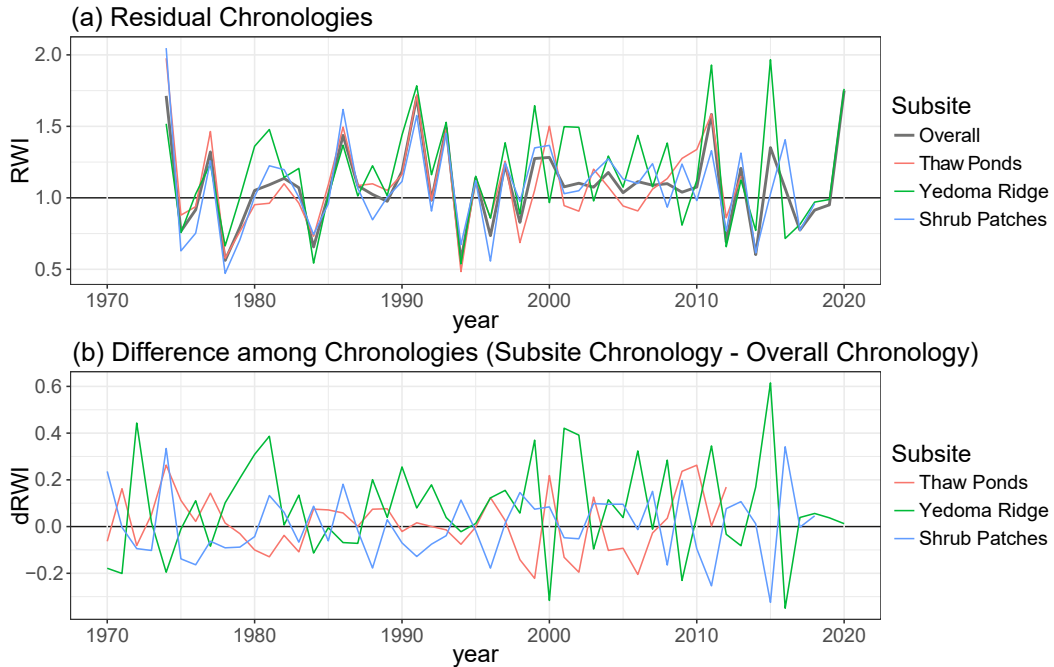 (a) Residual Chronologies
2.0
1.5
1.0
0.5
RWI
1970
1980
1990
2000
2010
2020
year
Subsite
Overall
Thaw Ponds
Yedoma Ridge
Shrub Patches
(b) Difference among Chronologies (Subsite Chronology - Overall Chronology)
0.6
0.4
0.2
0.0
−0.2
dRWI
1970
1980
1990
2000
2010
2020
year
Subsite
Thaw Ponds
Yedoma Ridge
Shrub Patches